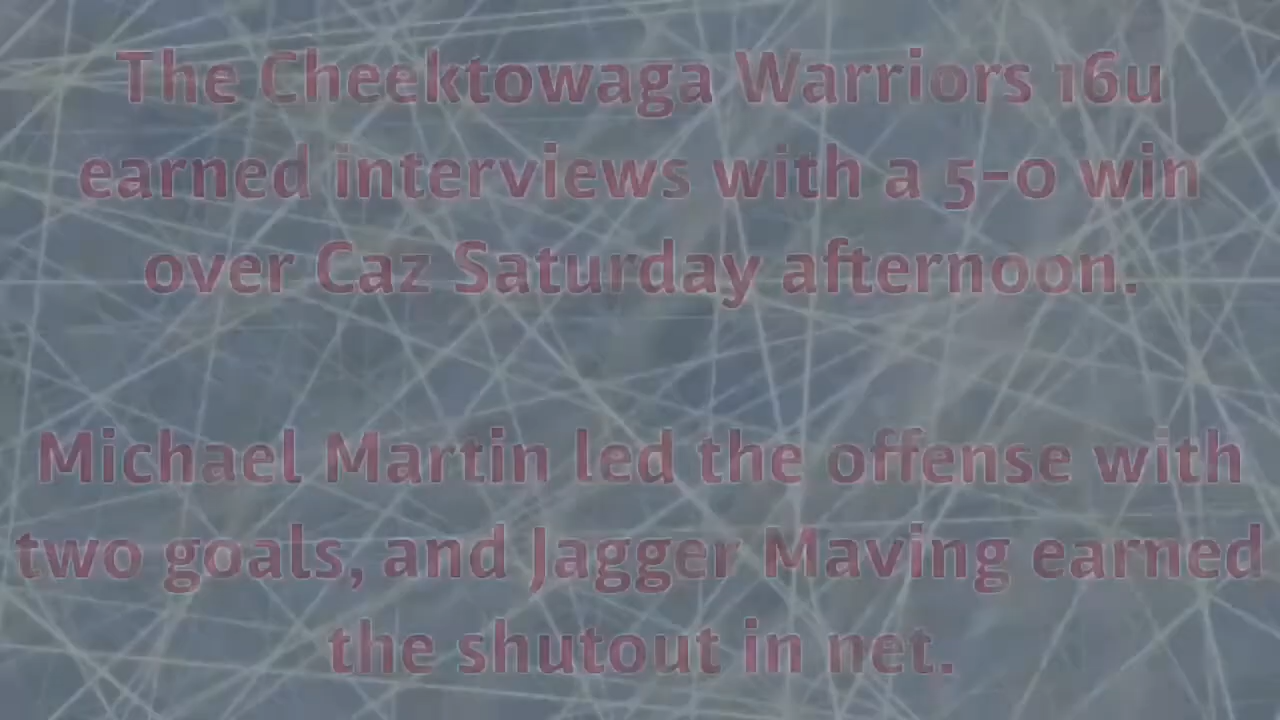 The Cheektowaga Warriors 16u
earned interviews with a 5-0 win
over Caz Saturday afternoon.
Michael Martin led the offense with
two goals, and Jagger Maving earned
the shutout in net.